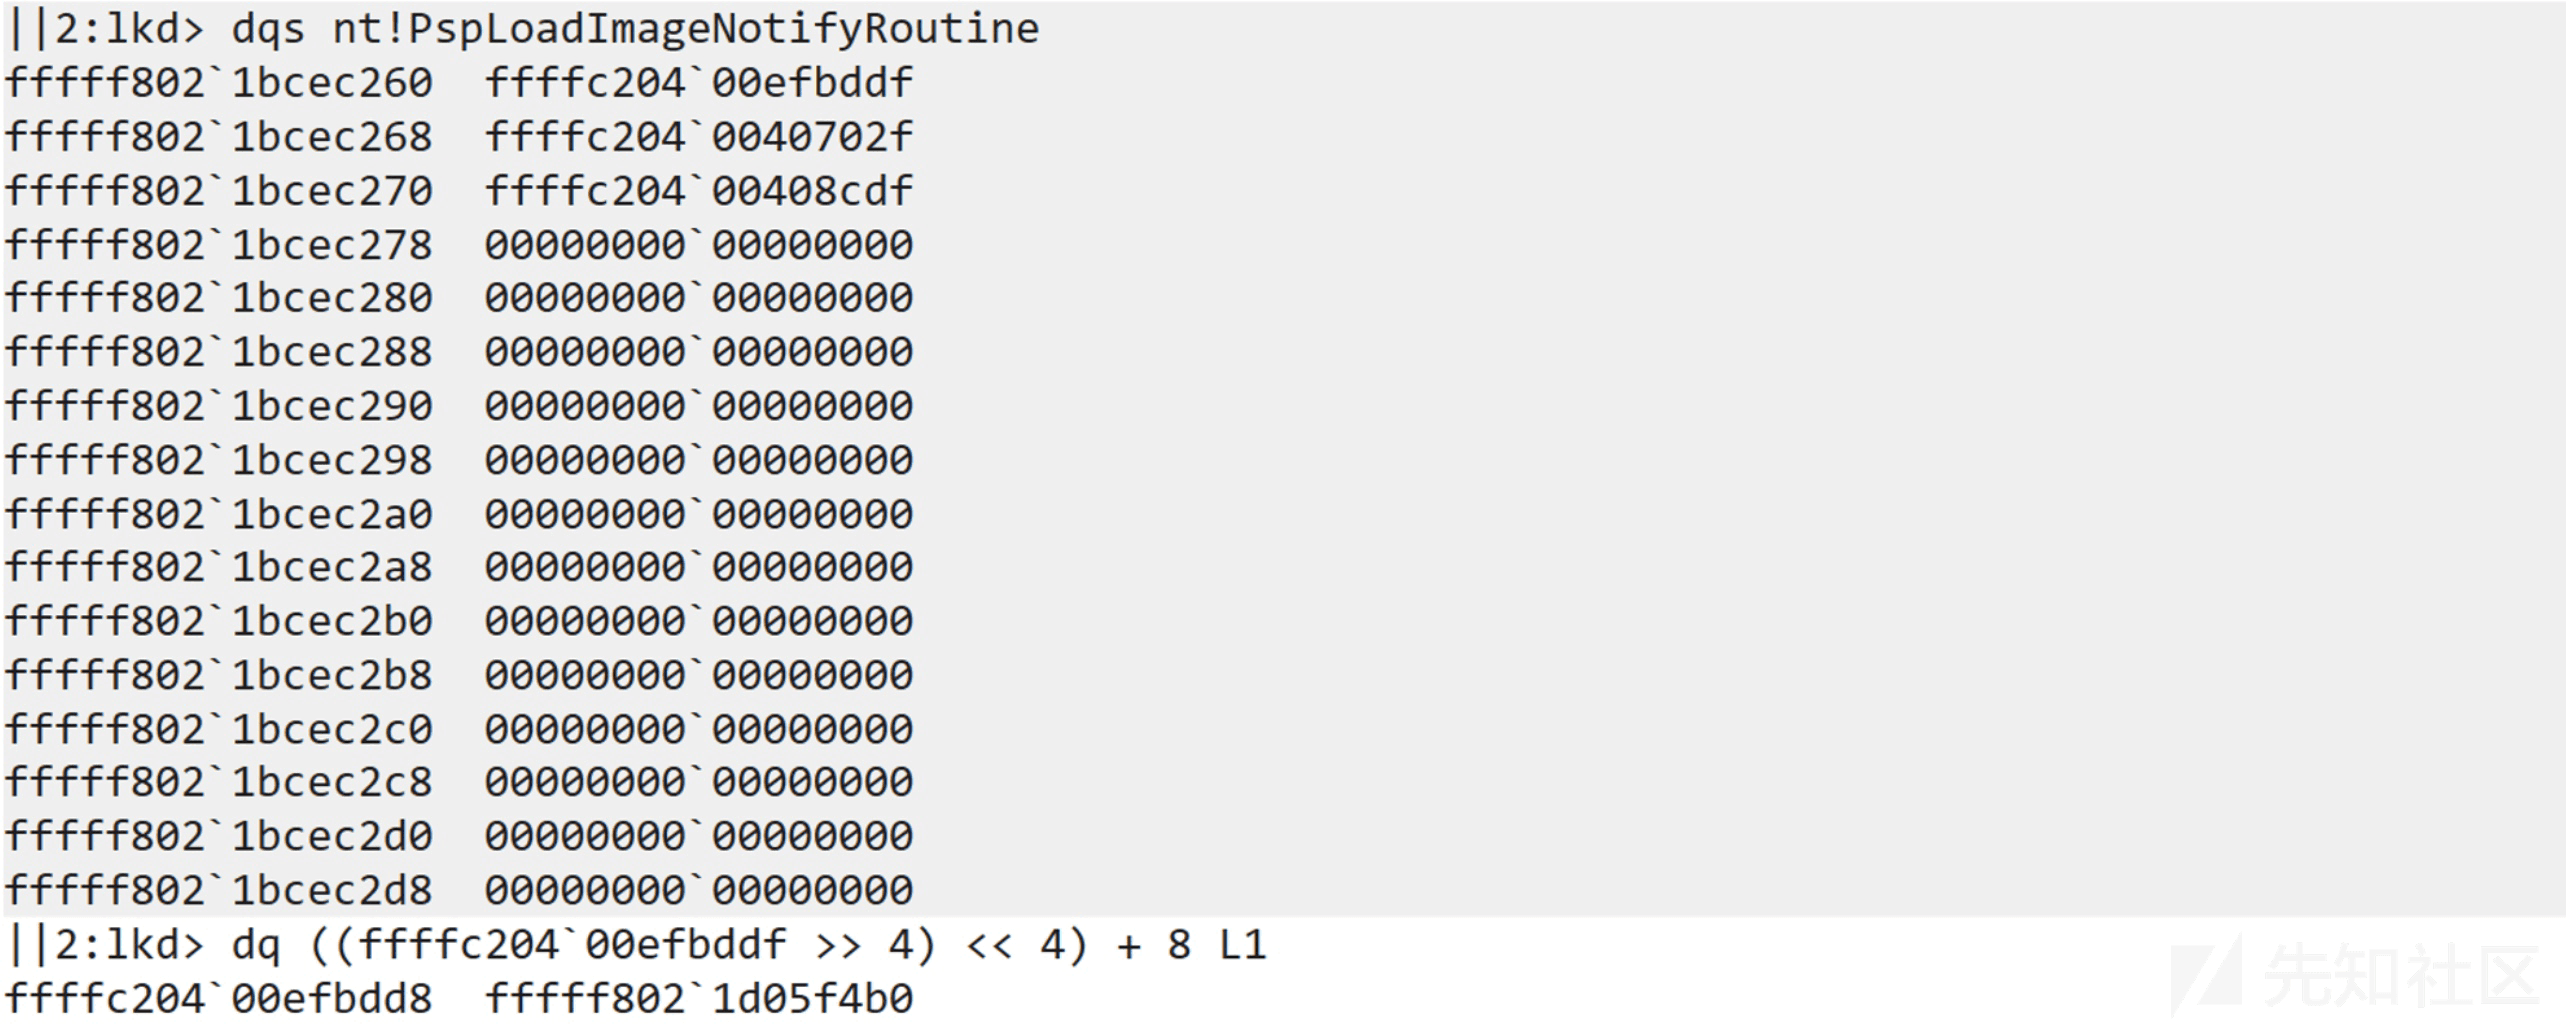 ||2:lkd> dqs nt!PspLoadImageNotifyRoutine
fffff802`1bcec260  ffffc204`00efbddf
fffff802`1bcec268  ffffc204`0040702f
fffff802`1bcec270  ffffc204`00408cdf
fffff802`1bcec278  00000000`00000000
fffff802`1bcec280  00000000`00000000
fffff802`1bcec288  00000000`00000000
fffff802`1bcec290  00000000`00000000
fffff802`1bcec298  00000000`00000000
fffff802`1bcec2a0  00000000`00000000
fffff802`1bcec2a8  00000000`00000000
fffff802`1bcec2b0  00000000`00000000
fffff802`1bcec2b8  00000000`00000000
fffff802`1bcec2c0  00000000`00000000
fffff802`1bcec2c8  00000000`00000000
fffff802`1bcec2d0  00000000`00000000
fffff802`1bcec2d8  00000000`00000000
||2:lkd> dq ((ffffc204`00efbddf >> 4) << 4) + 8 L1
ffffc204`00efbdd8  fffff802`1d05f4b0
先知社区